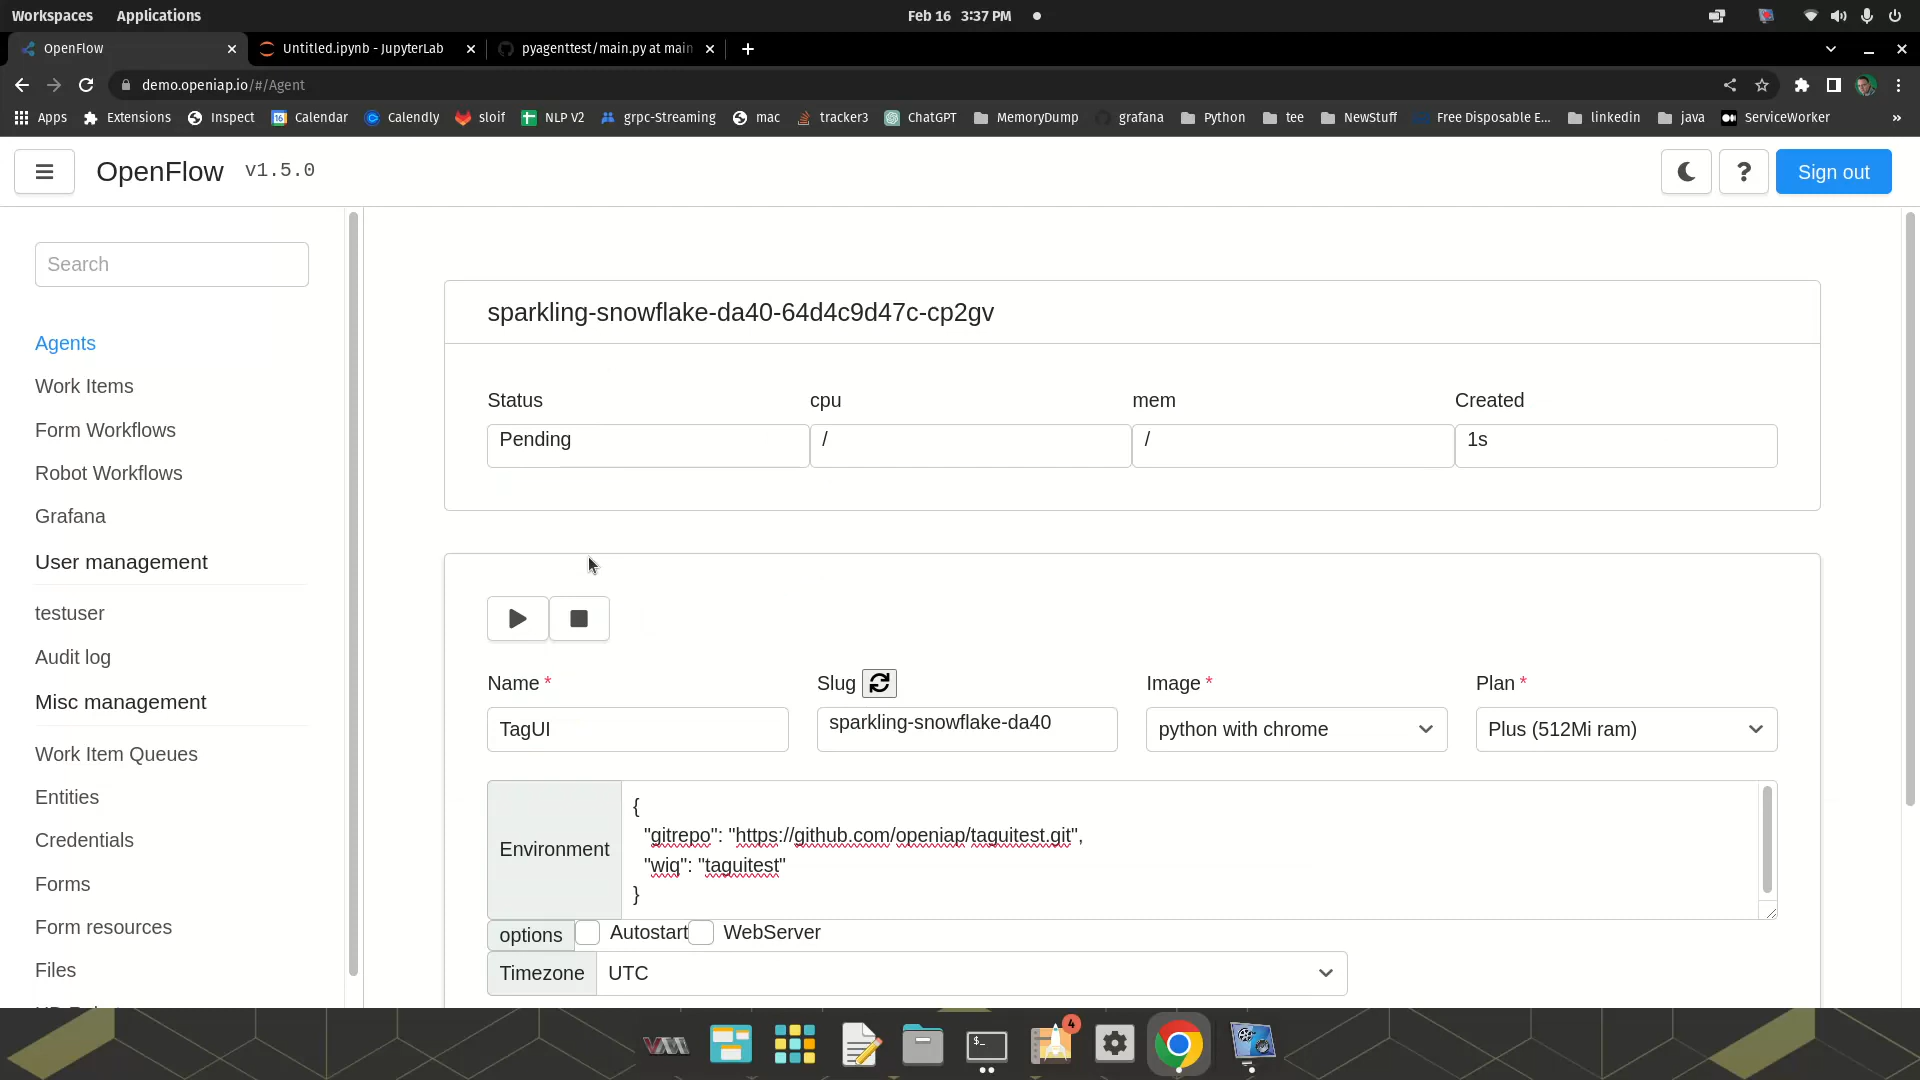 Workspaces Applications Feb 16 3:37 PM
OpenFlow Untitled.ipynb - JupyterLab pyagenttest/main.py at main
demo.openiap.io/#/Agent
Apps Extensions Inspect Calendar Calendly sloif NLP V2 grpc-Streaming mac tracker3 ChatGPT MemoryDump grafana Python tee NewStuff Free Disposable E... linkedin java ServiceWorker »
OpenFlow v1.5.0 ? Sign out
Search
Agents
Work Items
Form Workflows
Robot Workflows
Grafana
User management
testuser
Audit log
Misc management
Work Item Queues
Entities
Credentials
Forms
Form resources
Files
sparkling-snowflake-da40-64d4c9d47c-cp2gv
Status cpu mem Created
Pending / / 1s
Name * Slug Image * Plan *
TagUI sparkling-snowflake-da40 python with chrome Plus (512Mi ram)
Environment
{
"gitrepo": "https://github.com/openiap/taguitest.git",
"wiq": "taguitest"
}
options Autostart WebServer
Timezone UTC
$_ 4